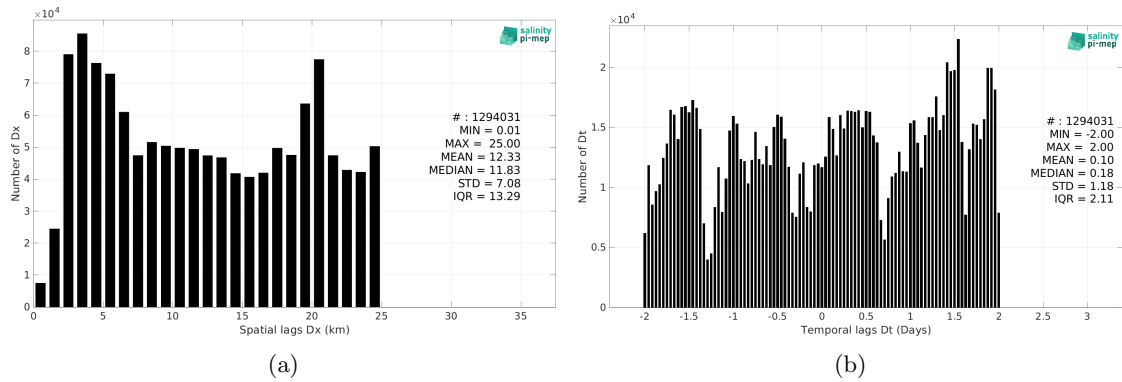 ×10⁴
salinity
pi-mep
8
7
6
5
4
3
2
1
0
Number of Dx
# : 1294031
MIN = 0.01
MAX = 25.00
MEAN = 12.33
MEDIAN = 11.83
STD = 7.08
IQR = 13.29
0 5 10 15 20 25 30 35
Spatial lags Dx (km)
(a)
×10⁴
salinity
pi-mep
2
1.5
1
0.5
0
Number of Dt
# : 1294031
MIN = -2.00
MAX = 2.00
MEAN = 0.10
MEDIAN = 0.18
STD = 1.18
IQR = 2.11
-2 -1.5 -1 -0.5 0 0.5 1 1.5 2 2.5 3
Temporal lags Dt (Days)
(b)